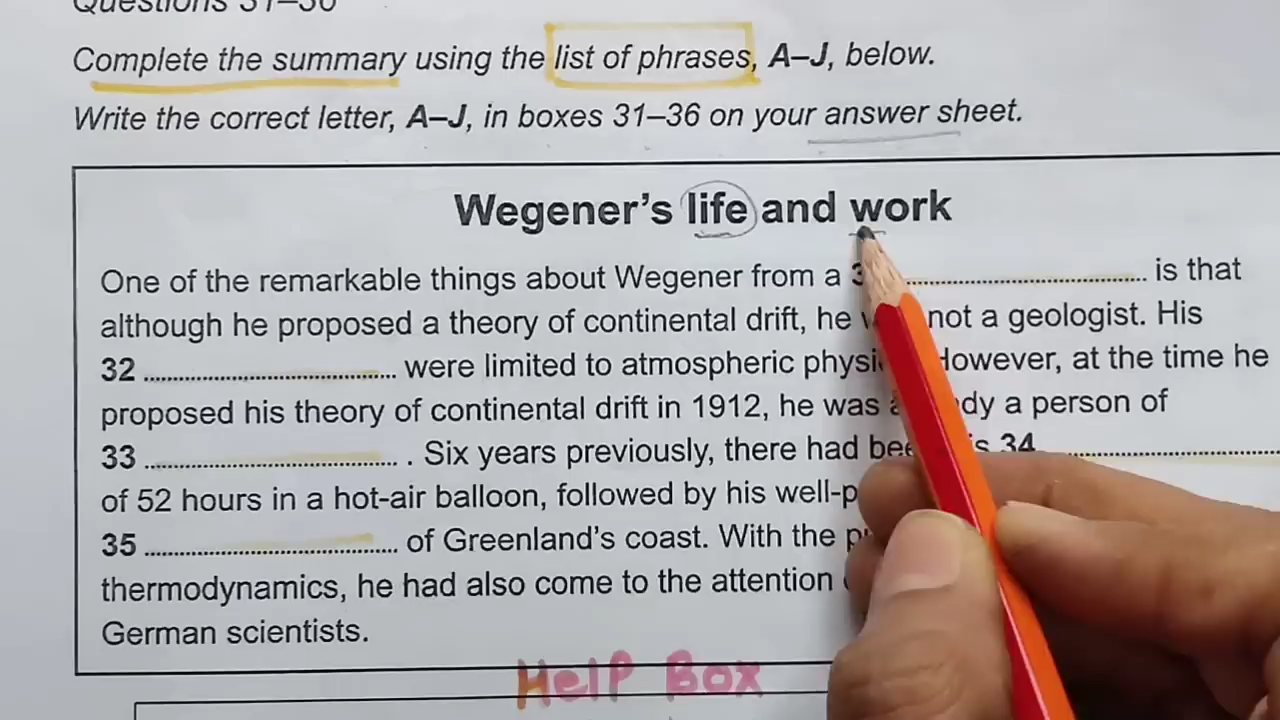 Questions 31–36
Complete the summary using the list of phrases, A–J, below.
Write the correct letter, A–J, in boxes 31–36 on your answer sheet.
Wegener's life and work
One of the remarkable things about Wegener from a ............ is that
although he proposed a theory of continental drift, he not a geologist. His
32 ............ were limited to atmospheric However, at the time he
proposed his theory of continental drift in 1912, he was a person of
33 ............ . Six years previously, there had 34 ............
of 52 hours in a hot-air balloon, followed by his
35 ............ of Greenland's coast. With the
thermodynamics, he had also come to the attention
German scientists.
Help Box